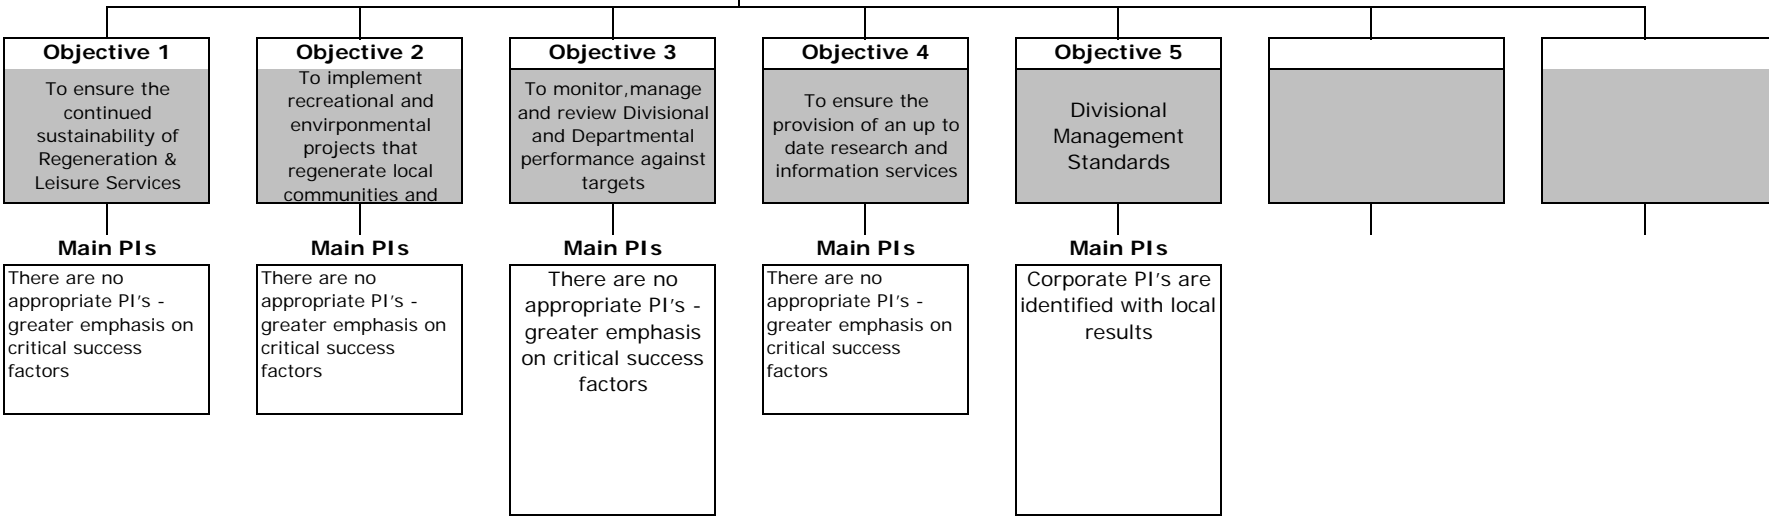 Objective 1
To ensure the
continued
sustainability of
Regeneration &
Leisure Services
Main PIs
There are no
appropriate PI's -
greater emphasis on
critical success
factors
Objective 2
To implement
recreational and
envirponmental
projects that
regenerate local
communities and
Main PIs
There are no
appropriate PI's -
greater emphasis on
critical success
factors
Objective 3
To monitor,manage
and review Divisional
and Departmental
performance against
targets
Main PIs
There are no
appropriate PI's -
greater emphasis
on critical success
factors
Objective 4
To ensure the
provision of an up to
date research and
information services
Main PIs
There are no
appropriate PI's -
greater emphasis on
critical success
factors
Objective 5
Divisional
Management
Standards
Main PIs
Corporate PI's are
identified with local
results